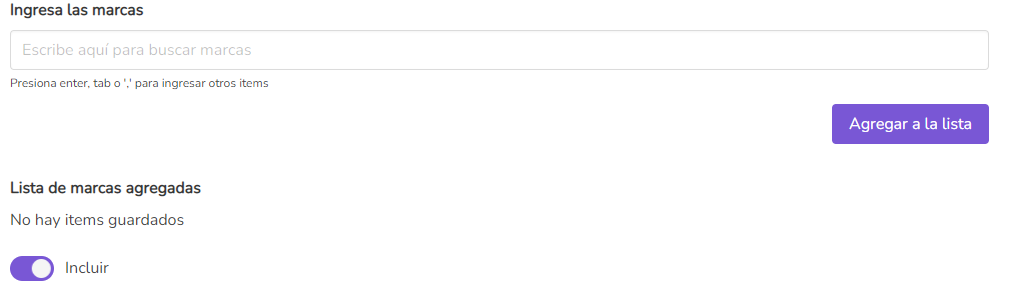 Ingresa las marcas
Escribe aquí para buscar marcas
Presiona enter, tab o ',' para ingresar otros items
Agregar a la lista
Lista de marcas agregadas
No hay items guardados
Incluir